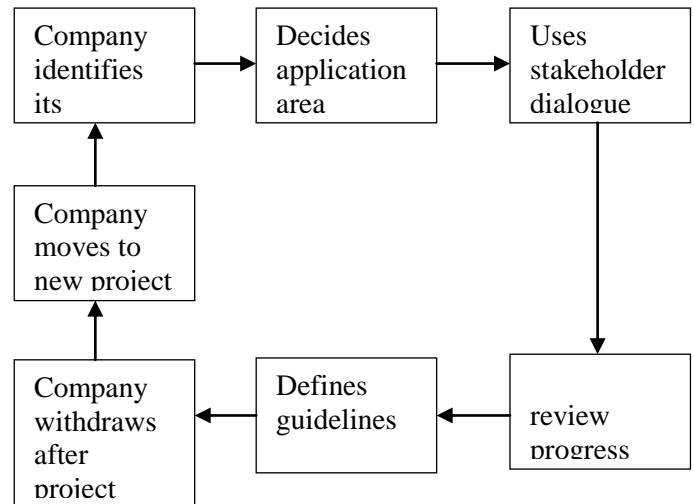 Company
identifies
its
Decides
application
area
Uses
stakeholder
dialogue
Company
moves to
new project
Company
withdraws
after
project
Defines
guidelines
review
progress